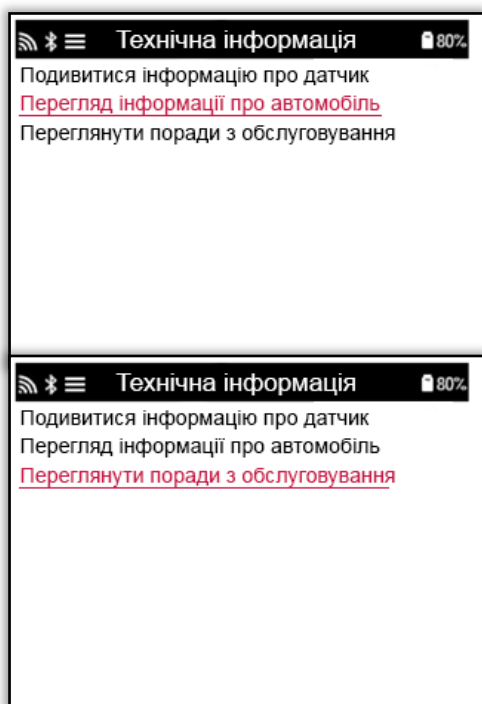 Технічна інформація 80%
Подивитися інформацію про датчик
Перегляд інформації про автомобіль
Переглянути поради з обслуговування
Технічна інформація 80%
Подивитися інформацію про датчик
Перегляд інформації про автомобіль
Переглянути поради з обслуговування